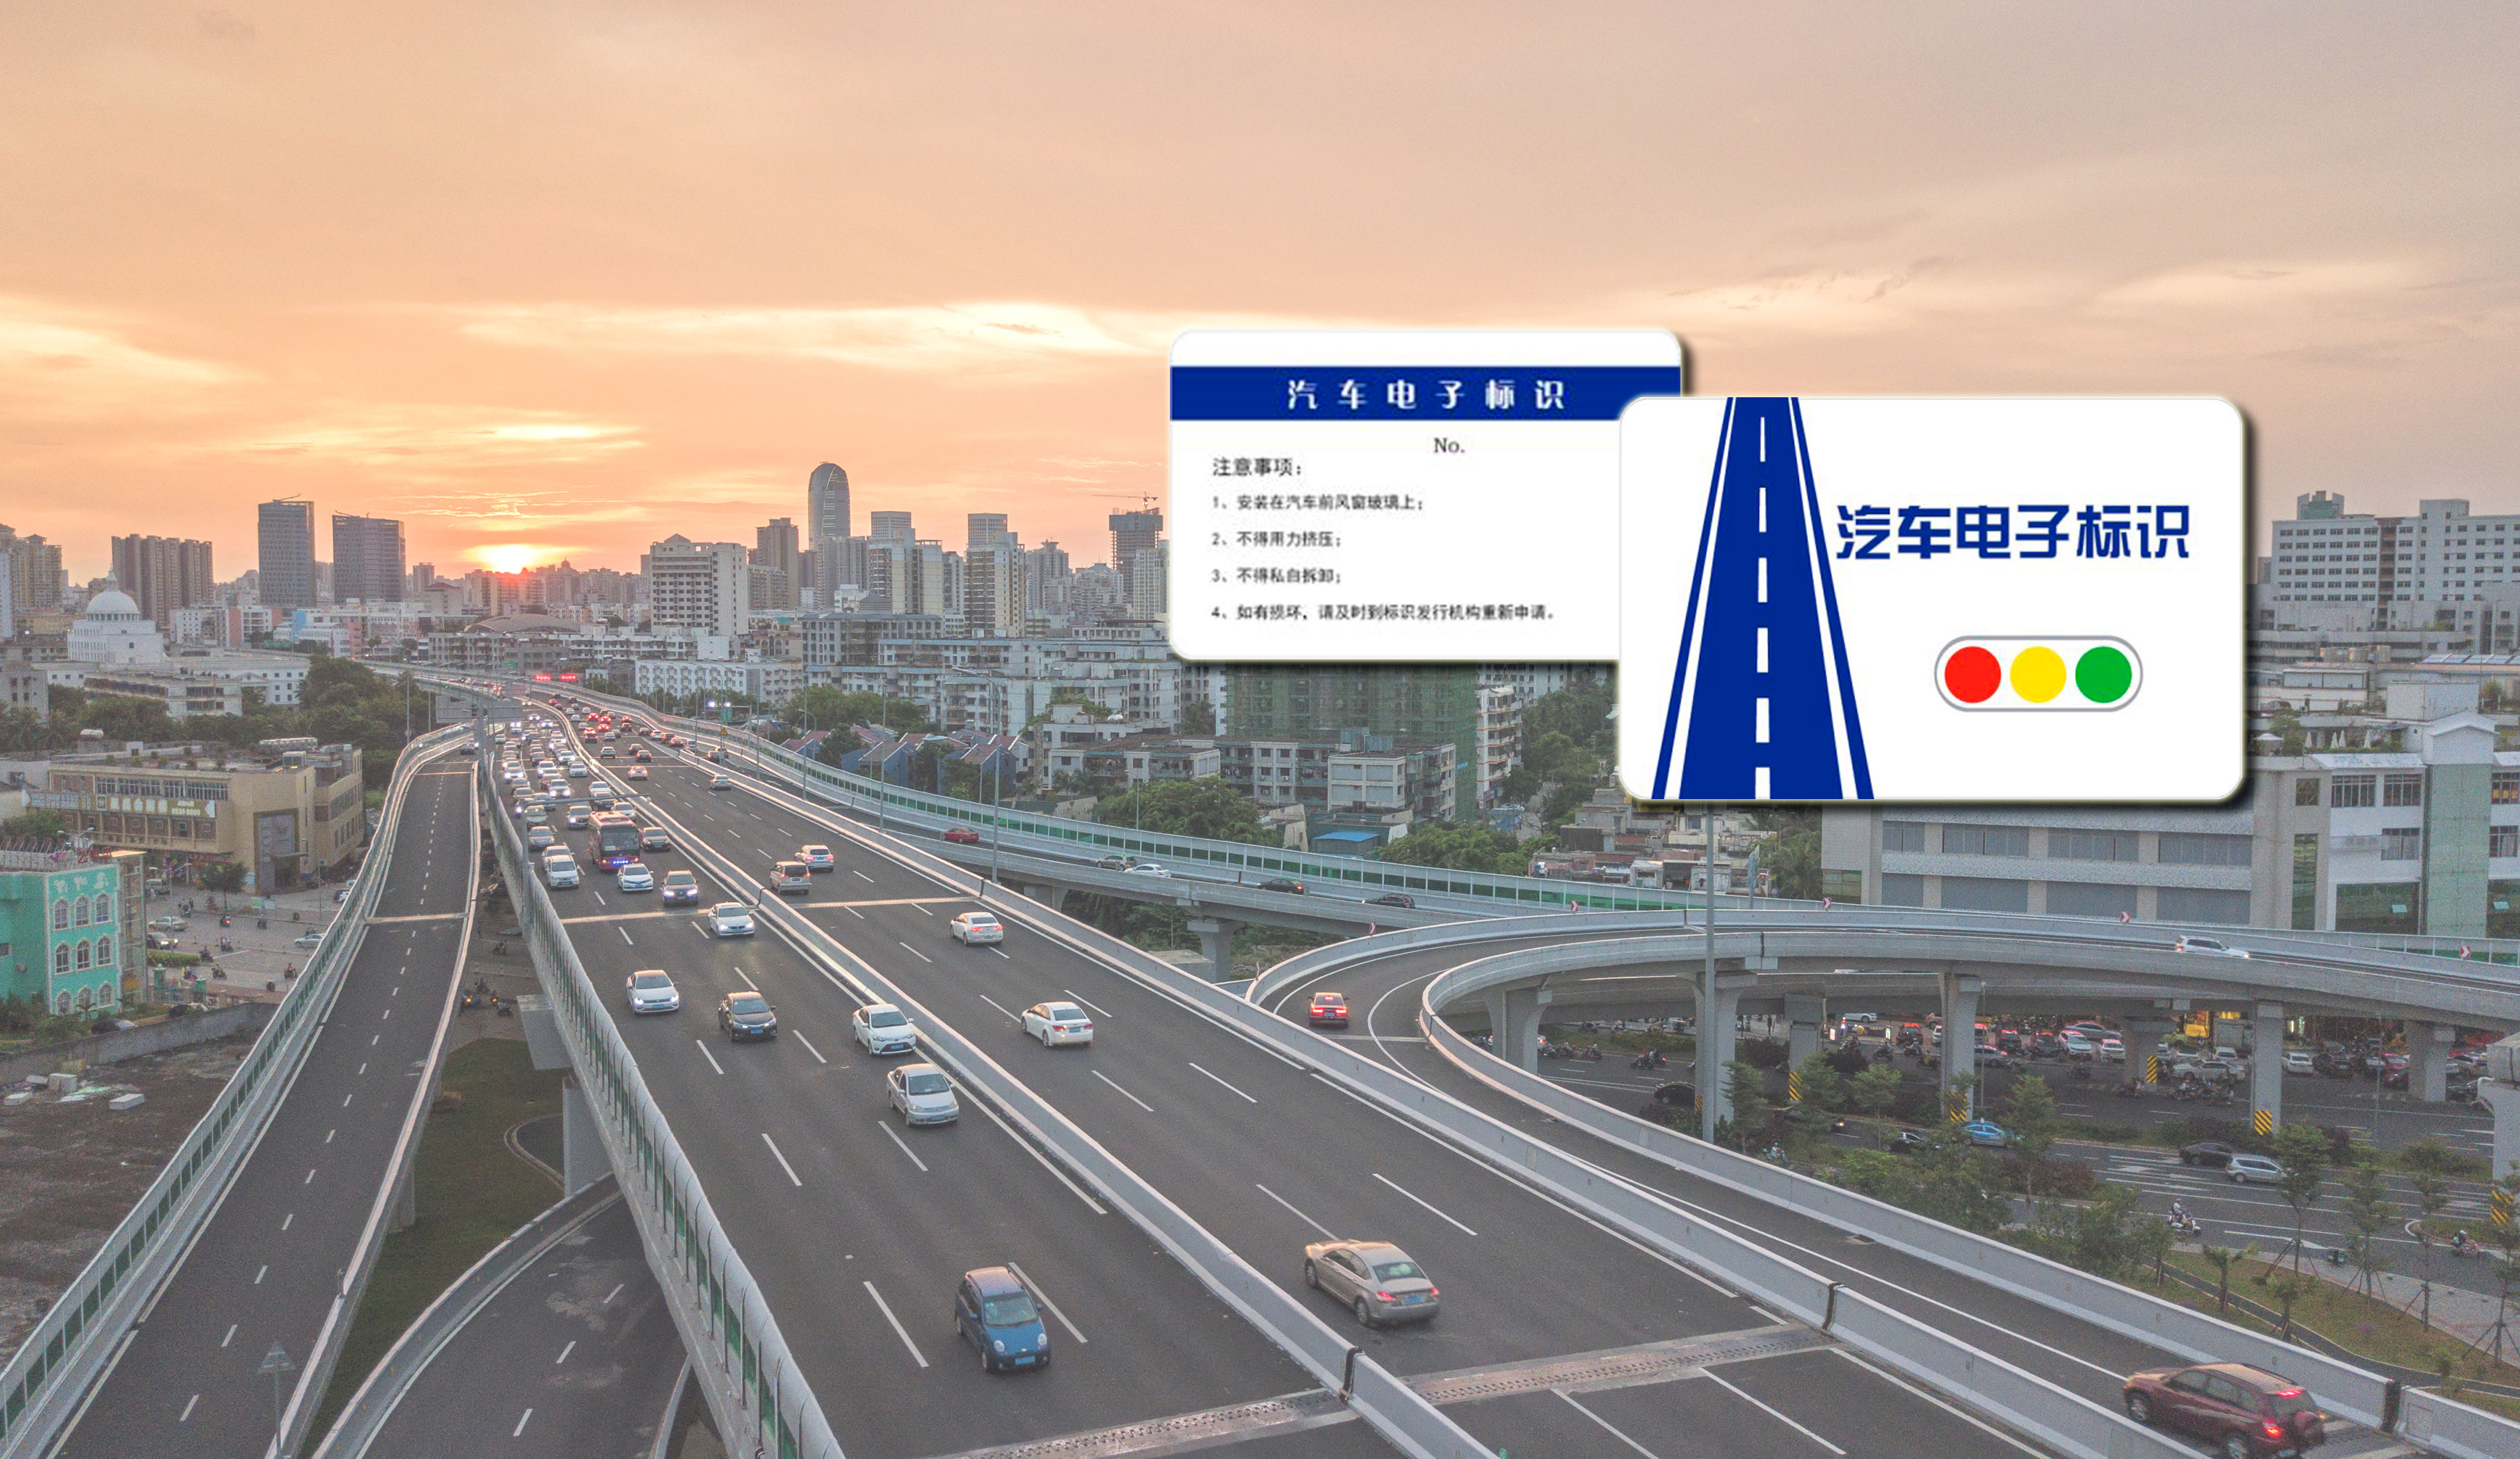 汽车电子标识
No.
注意事项：
1、安装在汽车前风窗玻璃上；
2、不得用力挤压；
3、不得私自拆卸；
4、如有损坏，请及时到标识发行机构重新申请。
汽车电子标识